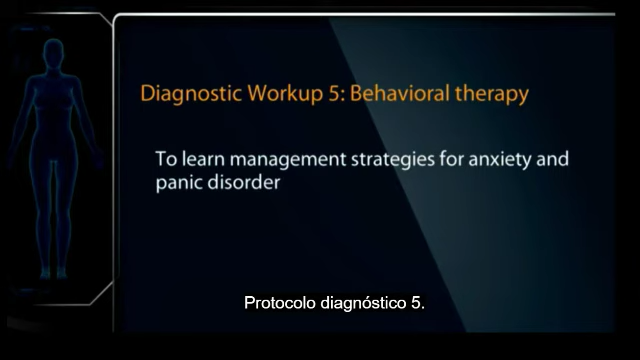 Diagnostic Workup 5: Behavioral therapy
To learn management strategies for anxiety and
panic disorder
Protocolo diagnóstico 5.